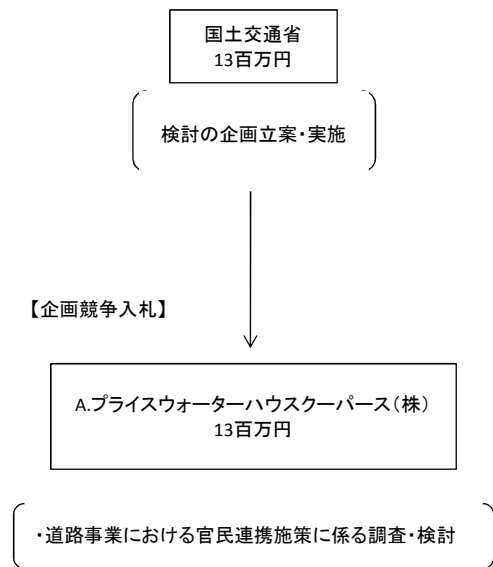 国土交通省
13百万円
検討の企画立案・実施
【企画競争入札】
A.プライスウォーターハウスクーパース(株)
13百万円
・道路事業における官民連携施策に係る調査・検討